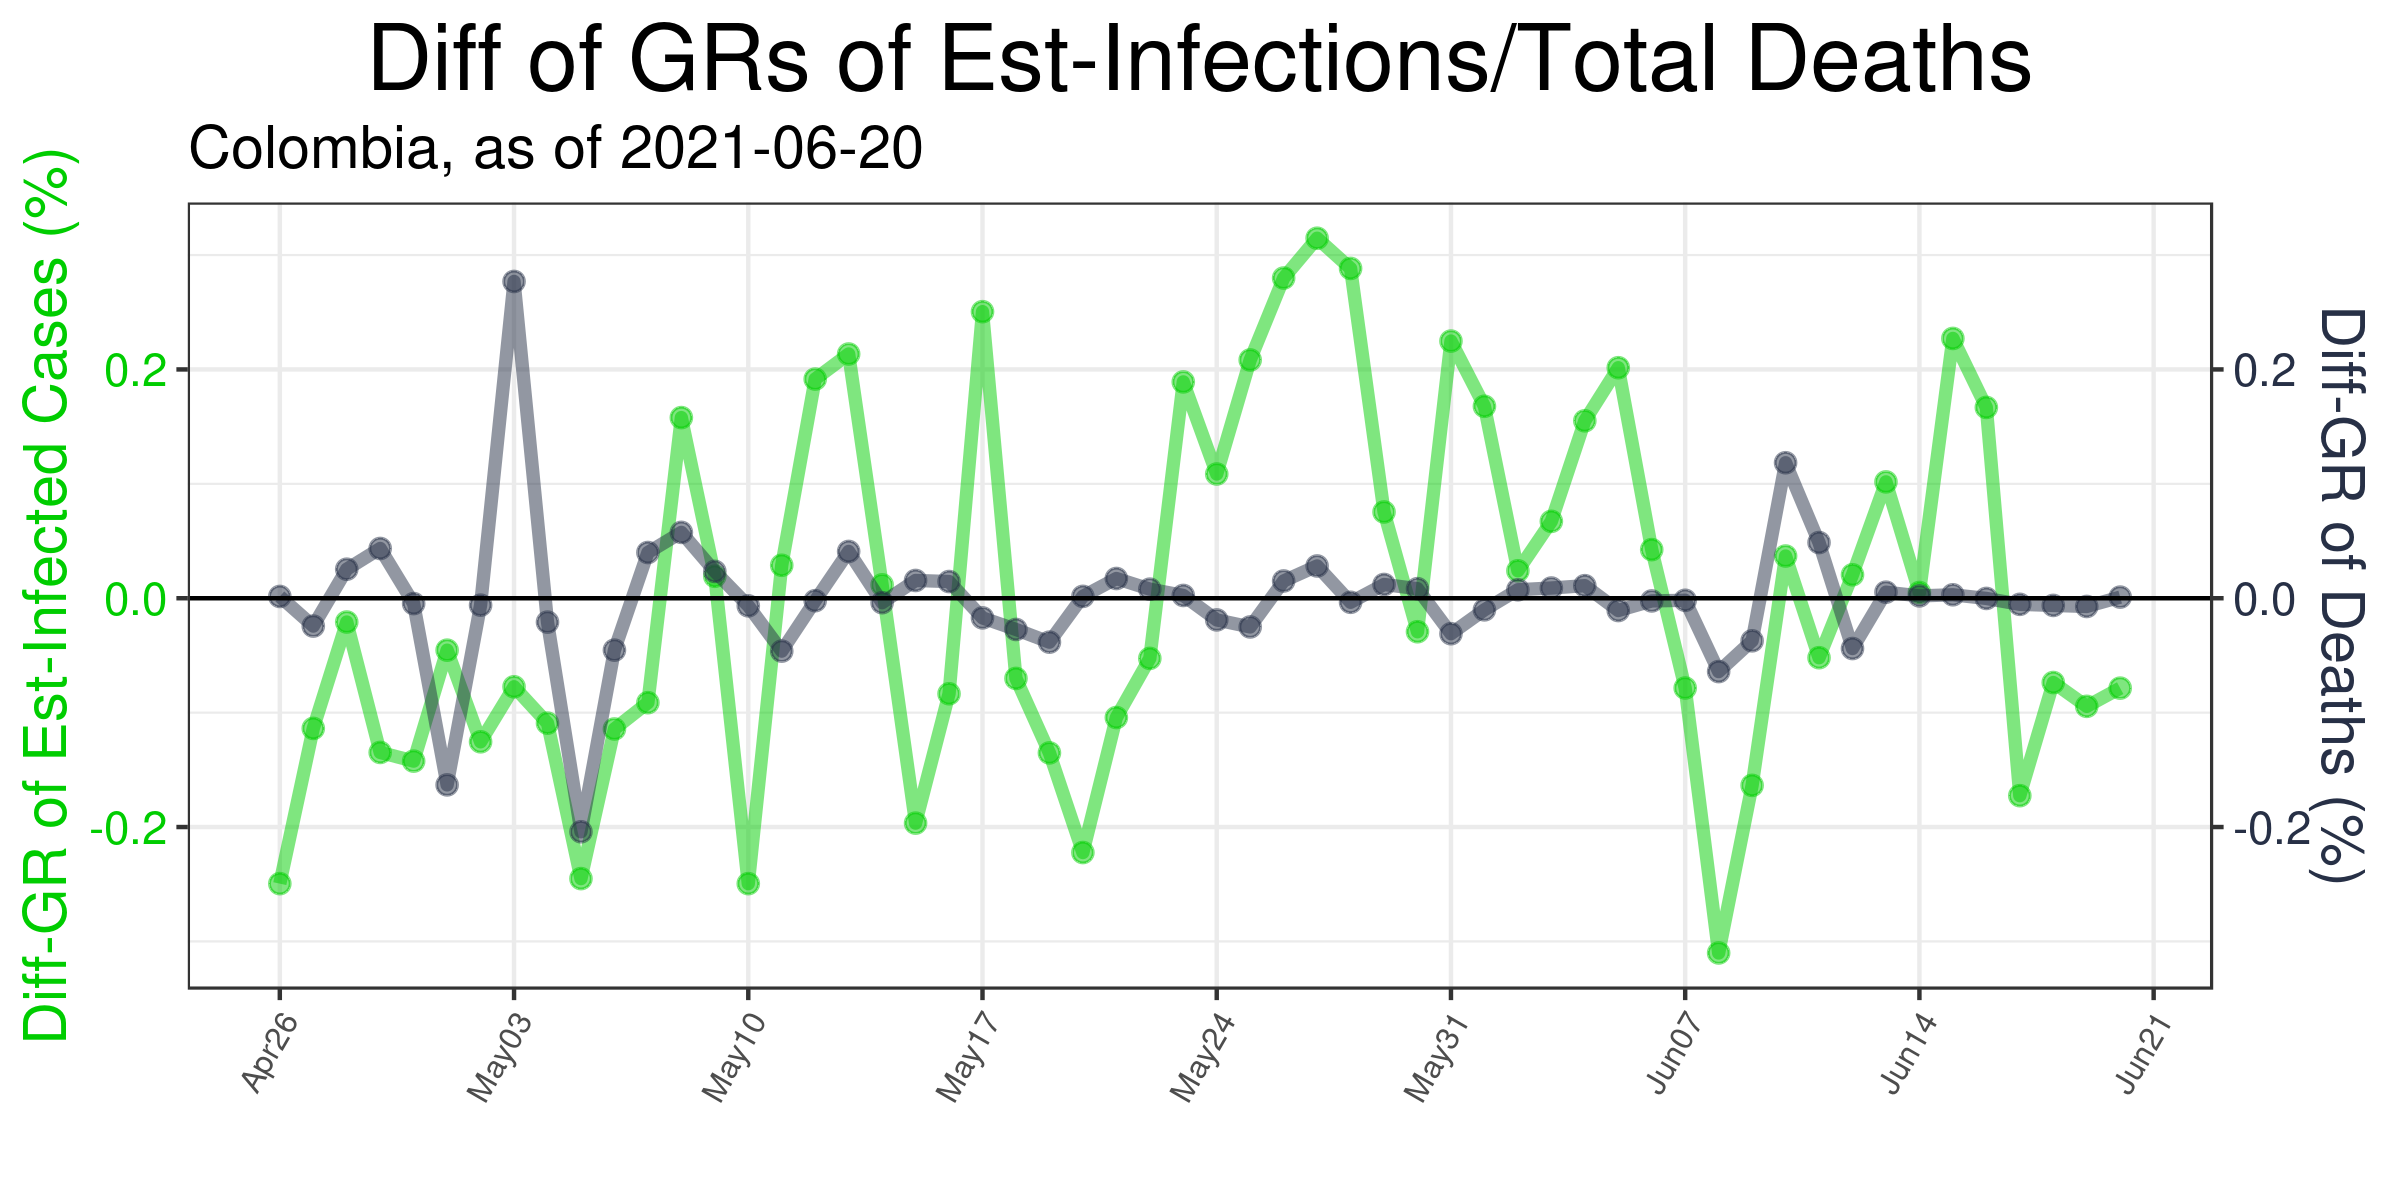 Diff of GRs of Est-Infections/Total Deaths
Colombia, as of 2021-06-20
Diff-GR of Est-Infected Cases (%)
0.2
0.0
-0.2
0.2
0.0
-0.2
Diff-GR of Deaths (%)
Apr26
May03
May10
May17
May24
May31
Jun07
Jun14
Jun21